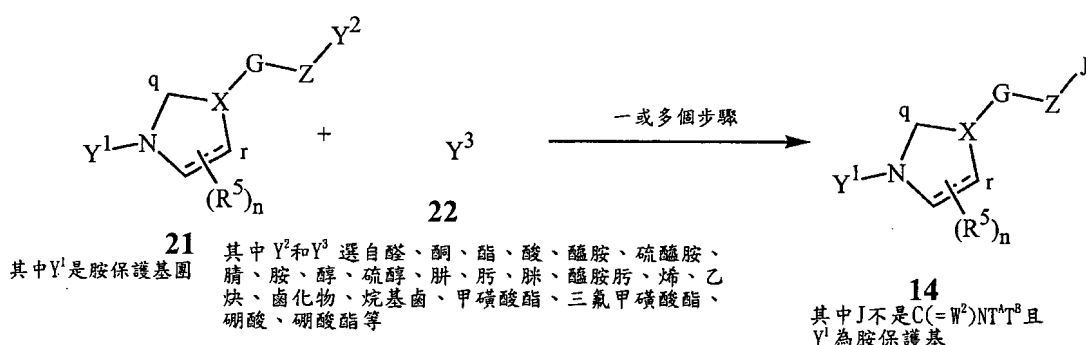 Y²
G
Z
q
X
Y¹
N
r
(R⁵)n
+
Y³
一或多個步驟
J
G
Z
q
X
Y¹
N
r
(R⁵)n
21
其中Y¹是胺保護基團
22
其中 Y²和Y³ 選自醛、酮、酯、酸、醯胺、硫醯胺、
腈、胺、醇、硫醇、肼、肟、脒、醯胺肟、烯、乙
炔、鹵化物、烷基鹵、甲磺酸酯、三氟甲磺酸酯、
硼酸、硼酸酯等
14
其中J不是C(=W²)NTᴬTᴮ且
Y¹為胺保護基